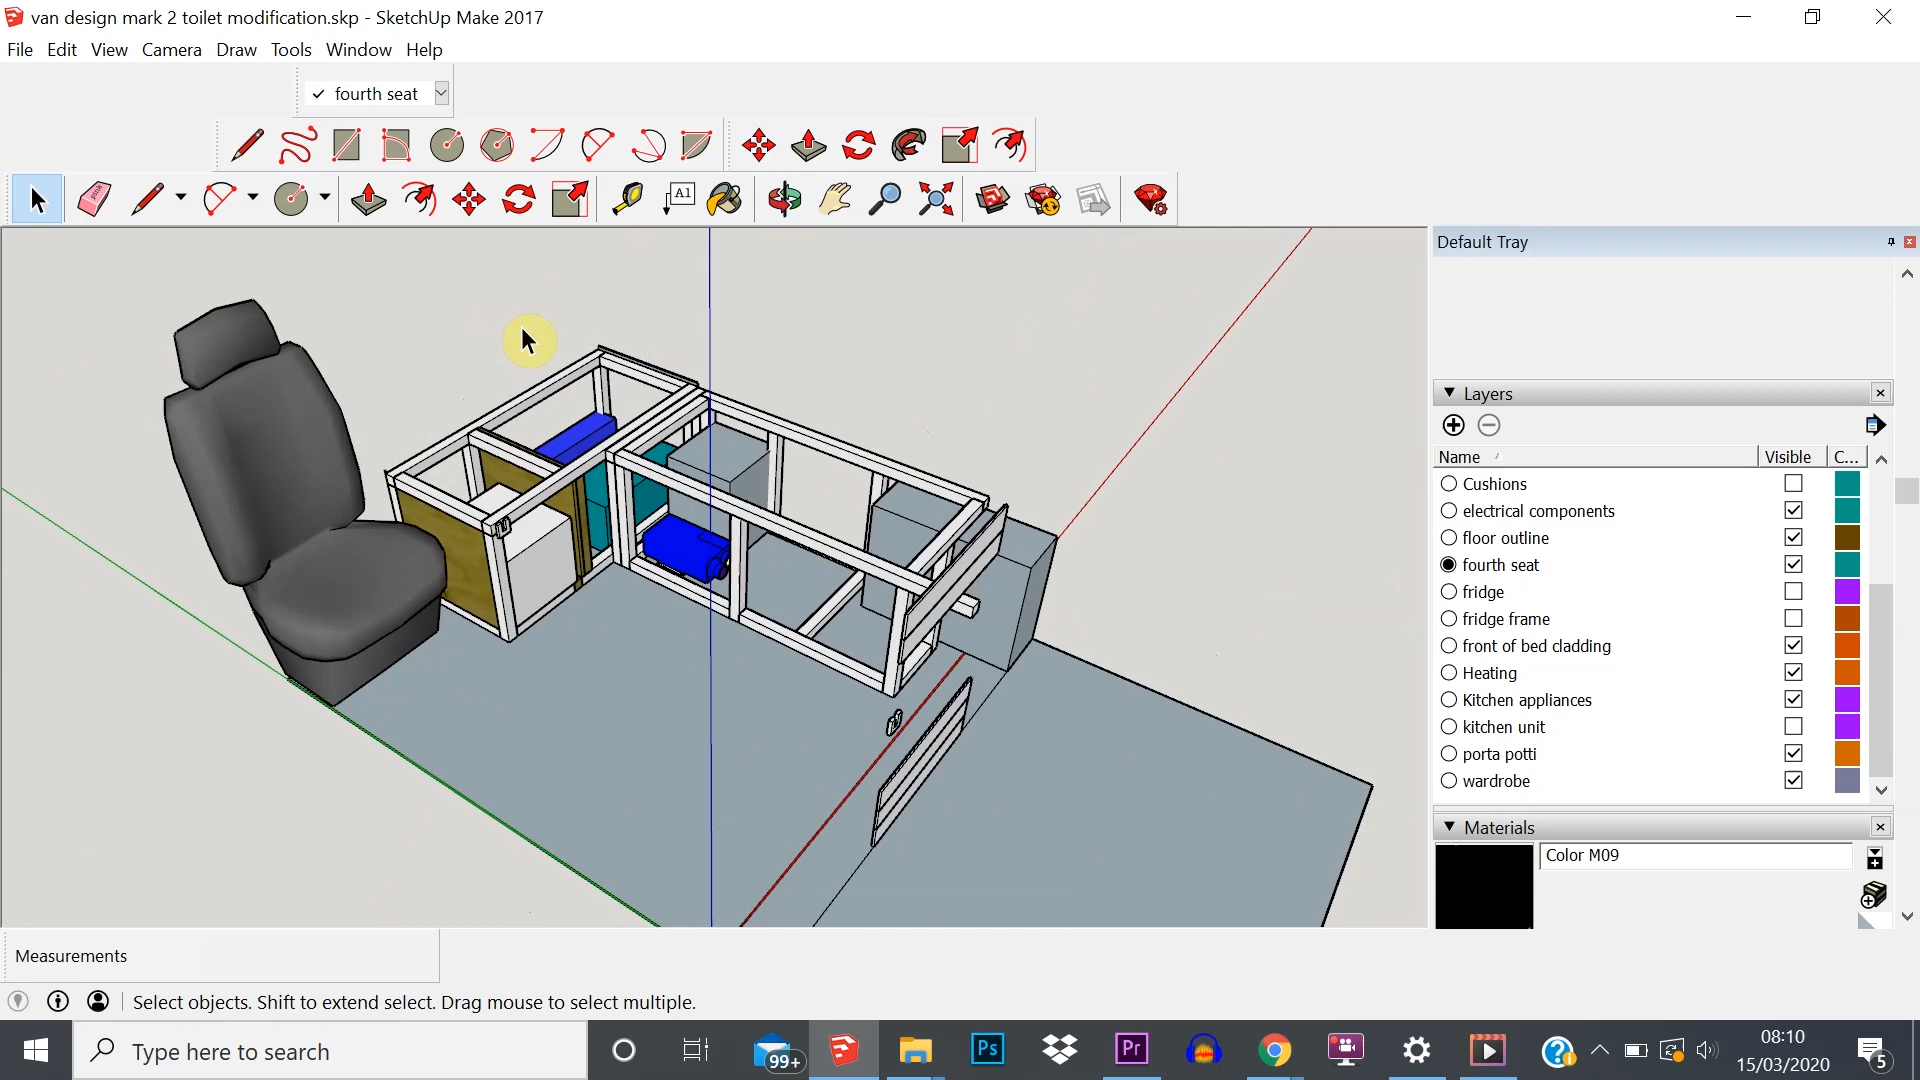 van design mark 2 toilet modification.skp - SketchUp Make 2017
File Edit View Camera Draw Tools Window Help
fourth seat
A1
Default Tray
Layers
Name Visible C...
Cushions
electrical components
floor outline
fourth seat
fridge
fridge frame
front of bed cladding
Heating
Kitchen appliances
kitchen unit
porta potti
wardrobe
Materials
Color M09
Measurements
Select objects. Shift to extend select. Drag mouse to select multiple.
Type here to search
99+
Ps
Pr
08:10
15/03/2020
5